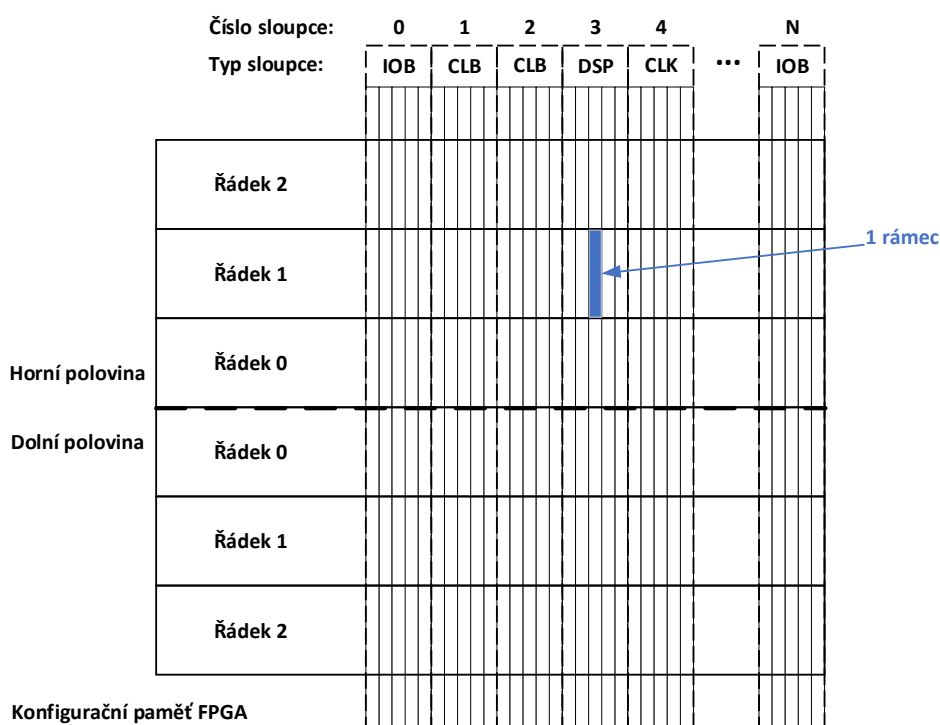 Číslo sloupce: 0 1 2 3 4 N
Typ sloupce: IOB CLB CLB DSP CLK ... IOB
Řádek 2
1 rámec
Řádek 1
Řádek 0
Horní polovina
Dolní polovina
Řádek 0
Řádek 1
Řádek 2
Konfigurační paměť FPGA